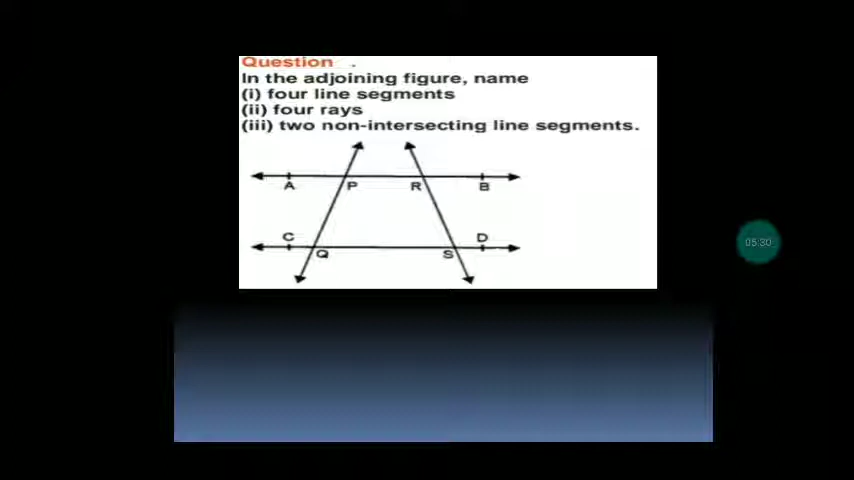 Question .
In the adjoining figure, name
(i) four line segments
(ii) four rays
(iii) two non-intersecting line segments.
A P R B
C D
Q S
05:30